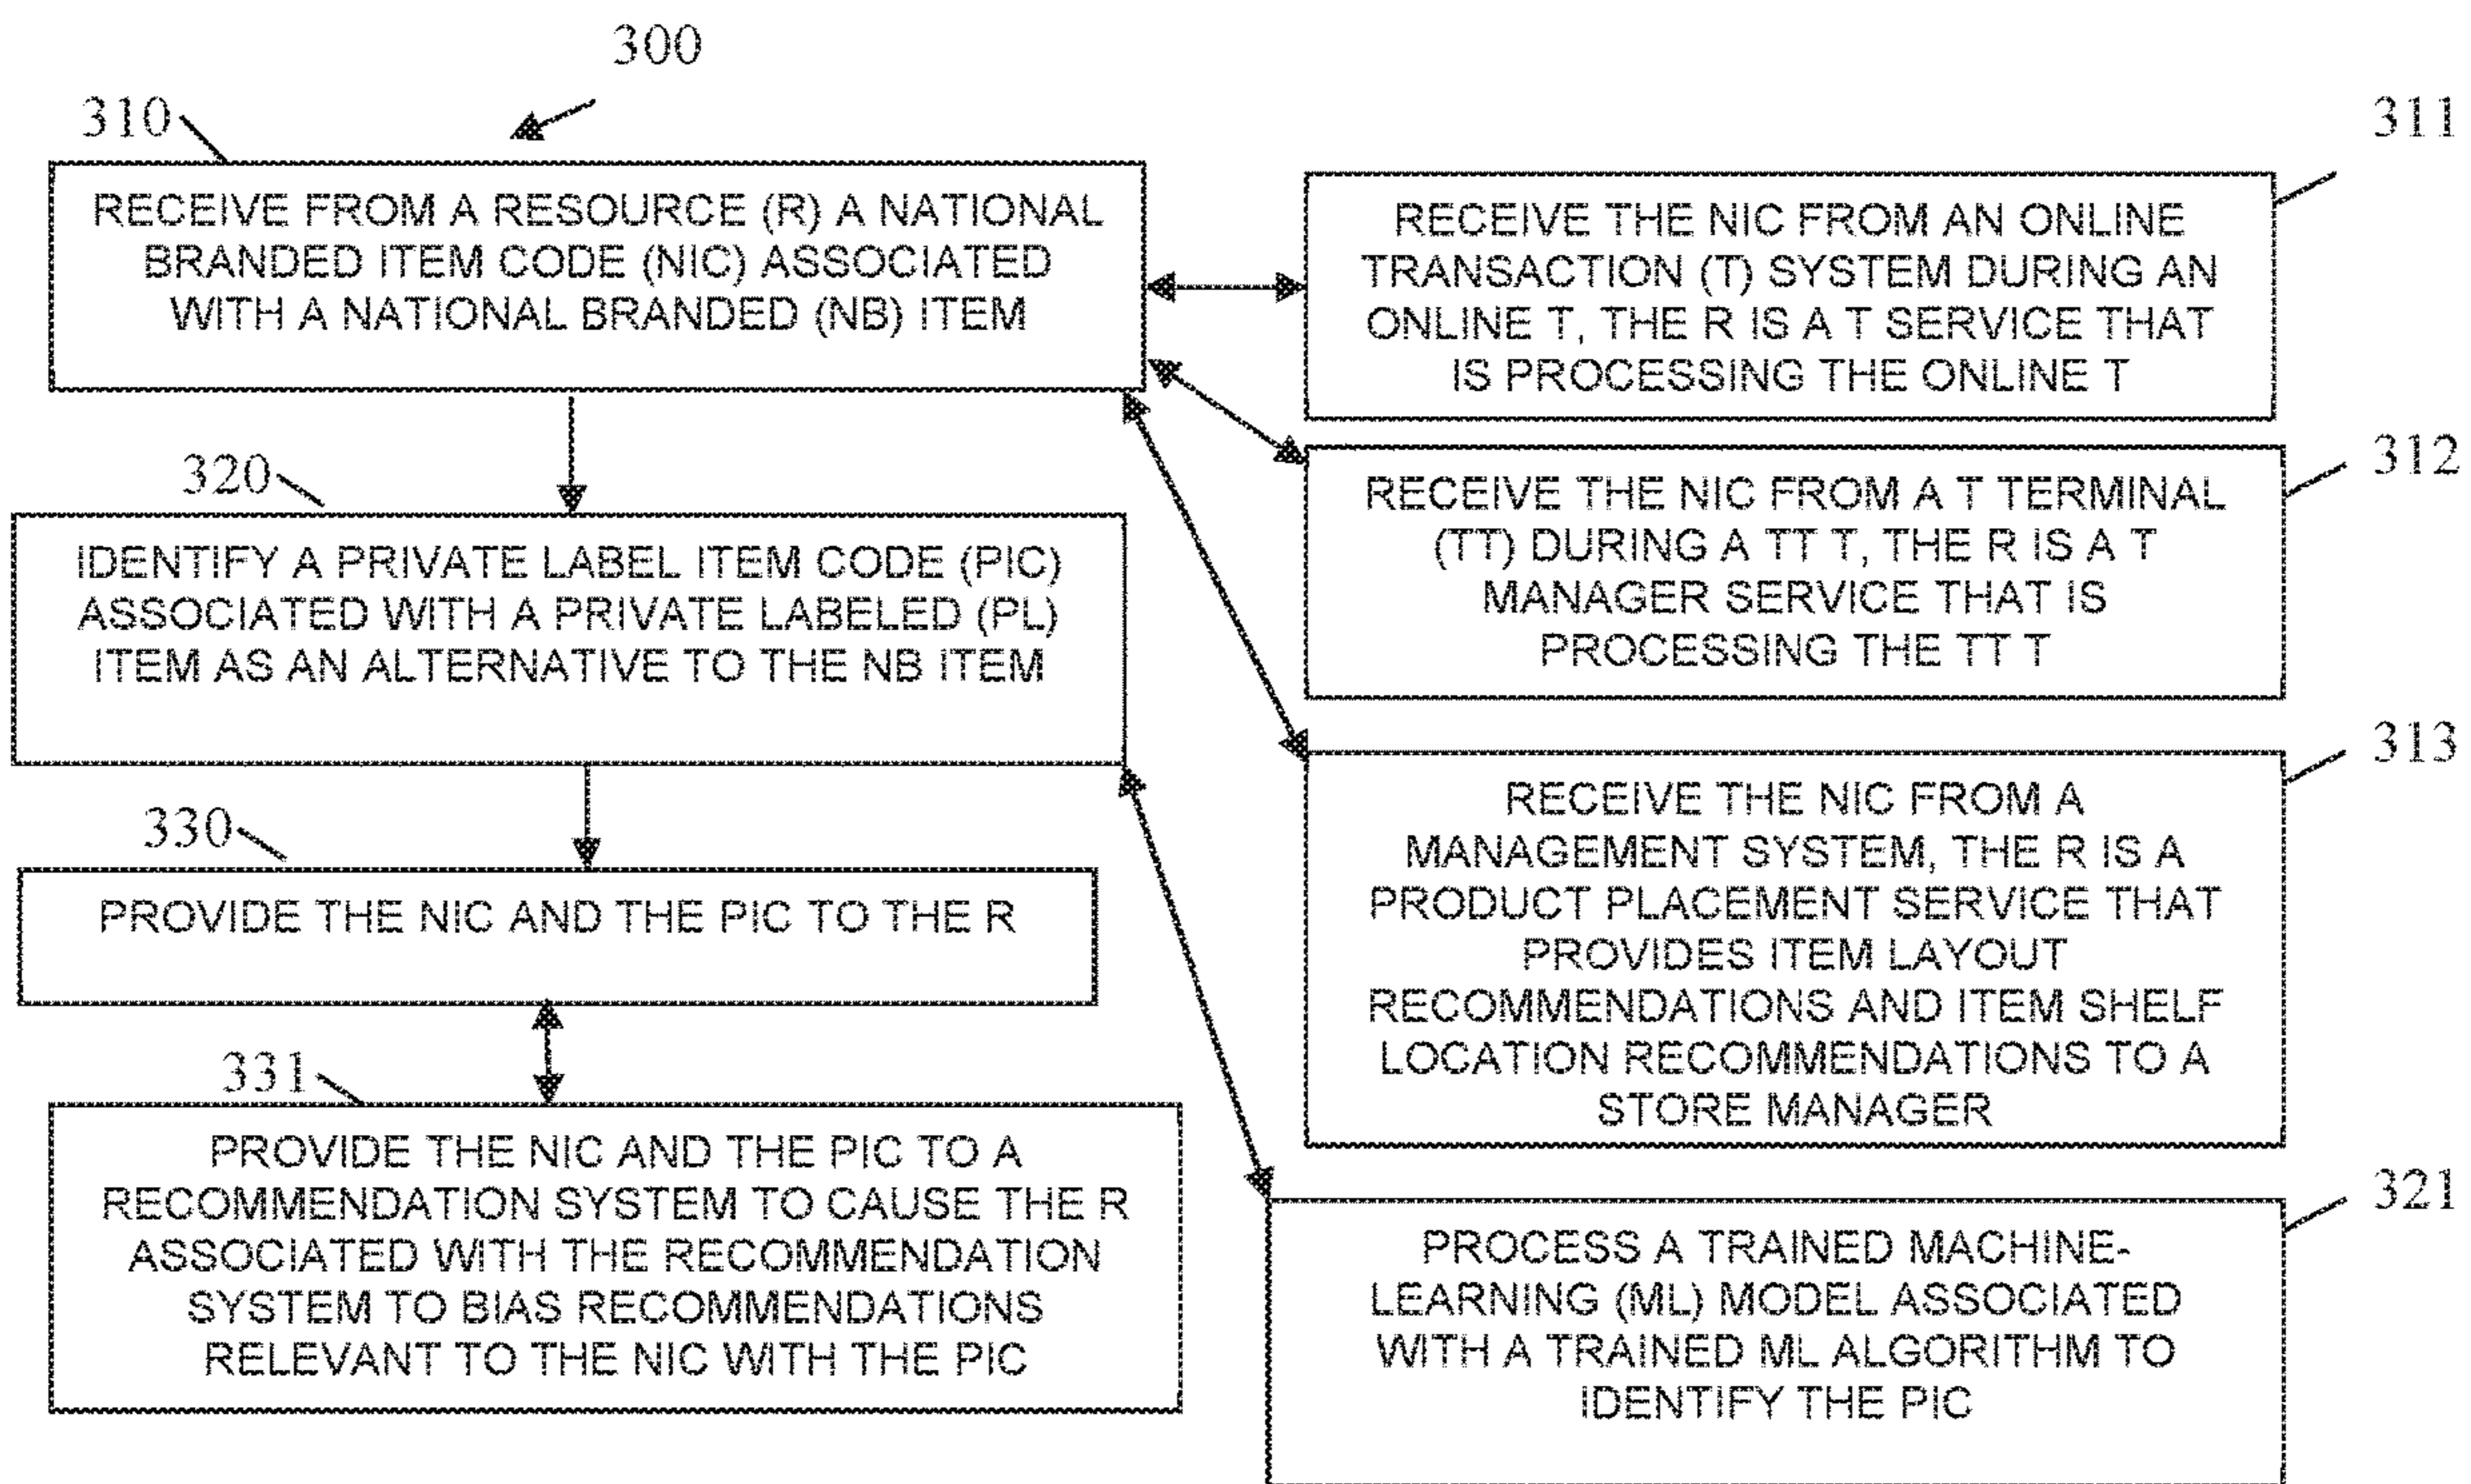 300
310
RECEIVE FROM A RESOURCE (R) A NATIONAL
BRANDED ITEM CODE (NIC) ASSOCIATED
WITH A NATIONAL BRANDED (NB) ITEM
311
RECEIVE THE NIC FROM AN ONLINE
TRANSACTION (T) SYSTEM DURING AN
ONLINE T, THE R IS A T SERVICE THAT
IS PROCESSING THE ONLINE T
312
RECEIVE THE NIC FROM A T TERMINAL
(TT) DURING A TT T, THE R IS A T
MANAGER SERVICE THAT IS
PROCESSING THE TT T
320
IDENTIFY A PRIVATE LABEL ITEM CODE (PIC)
ASSOCIATED WITH A PRIVATE LABELED (PL)
ITEM AS AN ALTERNATIVE TO THE NB ITEM
313
RECEIVE THE NIC FROM A
MANAGEMENT SYSTEM, THE R IS A
PRODUCT PLACEMENT SERVICE THAT
PROVIDES ITEM LAYOUT
RECOMMENDATIONS AND ITEM SHELF
LOCATION RECOMMENDATIONS TO A
STORE MANAGER
330
PROVIDE THE NIC AND THE PIC TO THE R
331
PROVIDE THE NIC AND THE PIC TO A
RECOMMENDATION SYSTEM TO CAUSE THE R
ASSOCIATED WITH THE RECOMMENDATION
SYSTEM TO BIAS RECOMMENDATIONS
RELEVANT TO THE NIC WITH THE PIC
321
PROCESS A TRAINED MACHINE-
LEARNING (ML) MODEL ASSOCIATED
WITH A TRAINED ML ALGORITHM TO
IDENTIFY THE PIC